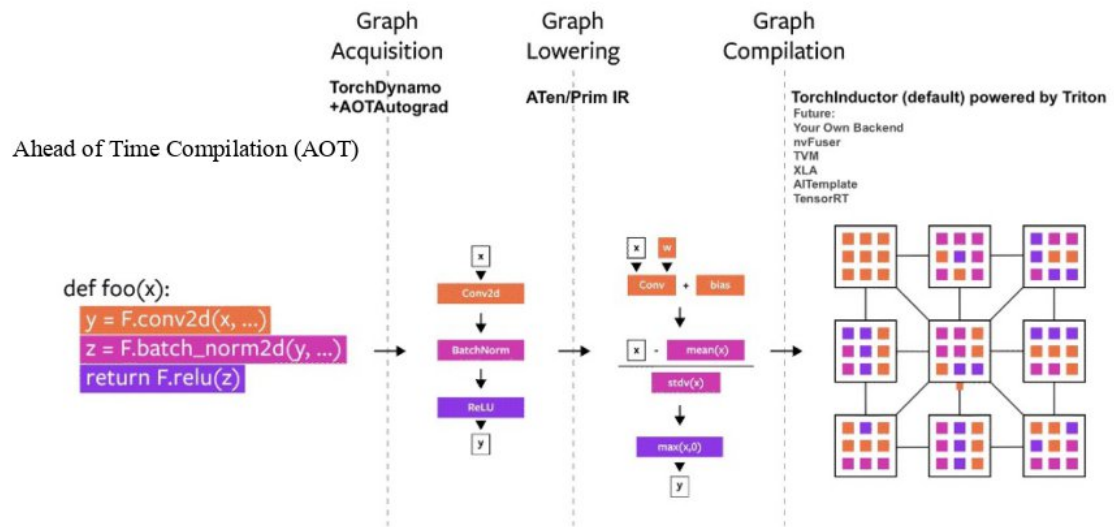 Graph
Acquisition
Graph
Lowering
Graph
Compilation
TorchDynamo
+AOTAutograd
ATen/Prim IR
TorchInductor (default) powered by Triton
Future:
Your Own Backend
nvFuser
TVM
XLA
AITemplate
TensorRT
Ahead of Time Compilation (AOT)
def foo(x):
y = F.conv2d(x, ...)
z = F.batch_norm2d(y, ...)
return F.relu(z)
x
Conv2d
BatchNorm
ReLU
y
x w
Conv + bias
x - mean(x)
stdv(x)
max(x,0)
y